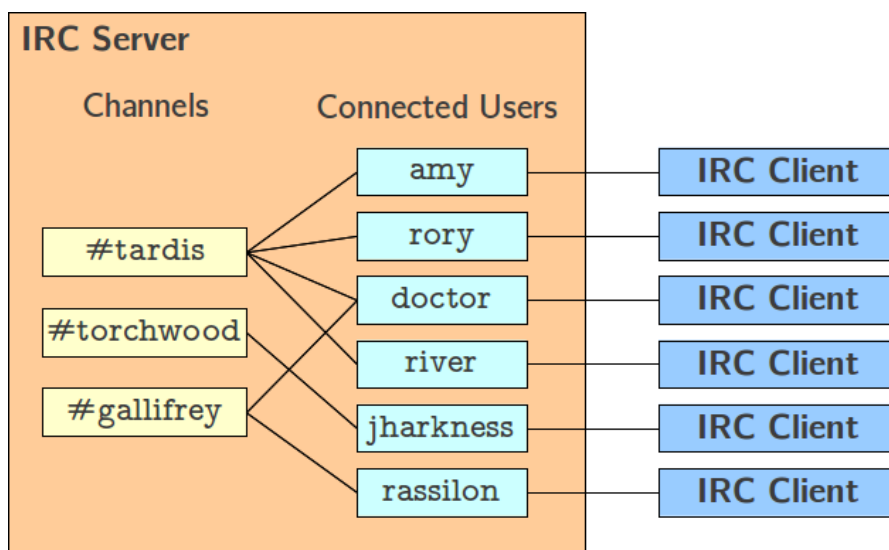 IRC Server
Channels
Connected Users
#tardis
#torchwood
#gallifrey
amy
rory
doctor
river
jharkness
rassilon
IRC Client
IRC Client
IRC Client
IRC Client
IRC Client
IRC Client